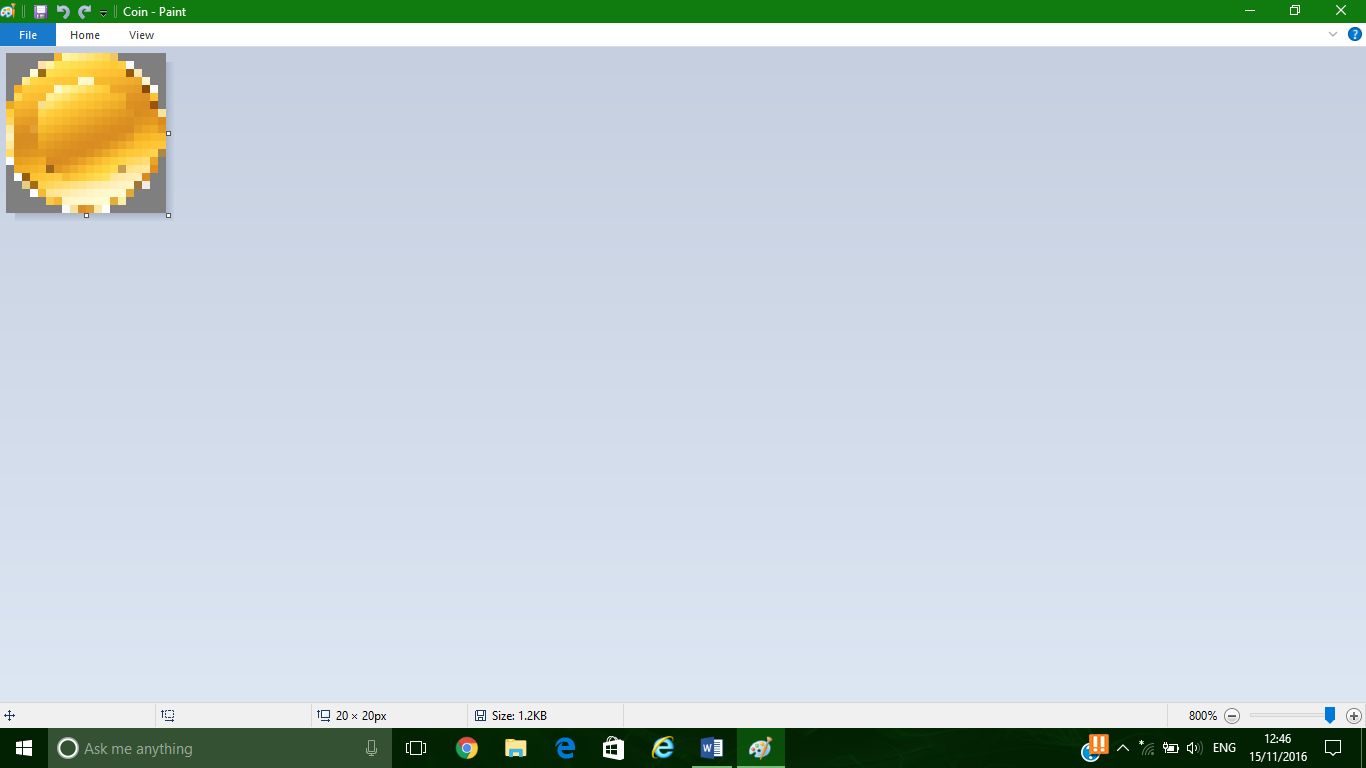 Coin - Paint
File Home View
20 × 20px Size: 1.2KB 800%
Ask me anything ENG 12:46
15/11/2016